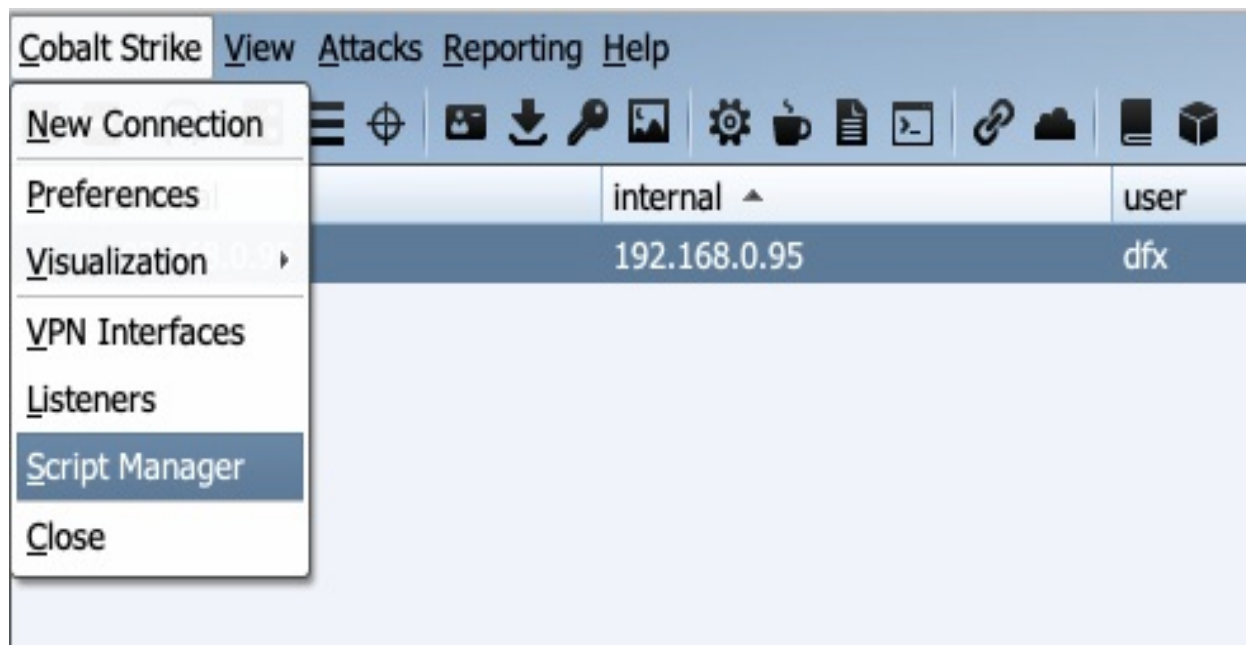 Cobalt Strike View Attacks Reporting Help
New Connection
Preferences
Visualization
VPN Interfaces
Listeners
Script Manager
Close
internal user
192.168.0.95 dfx